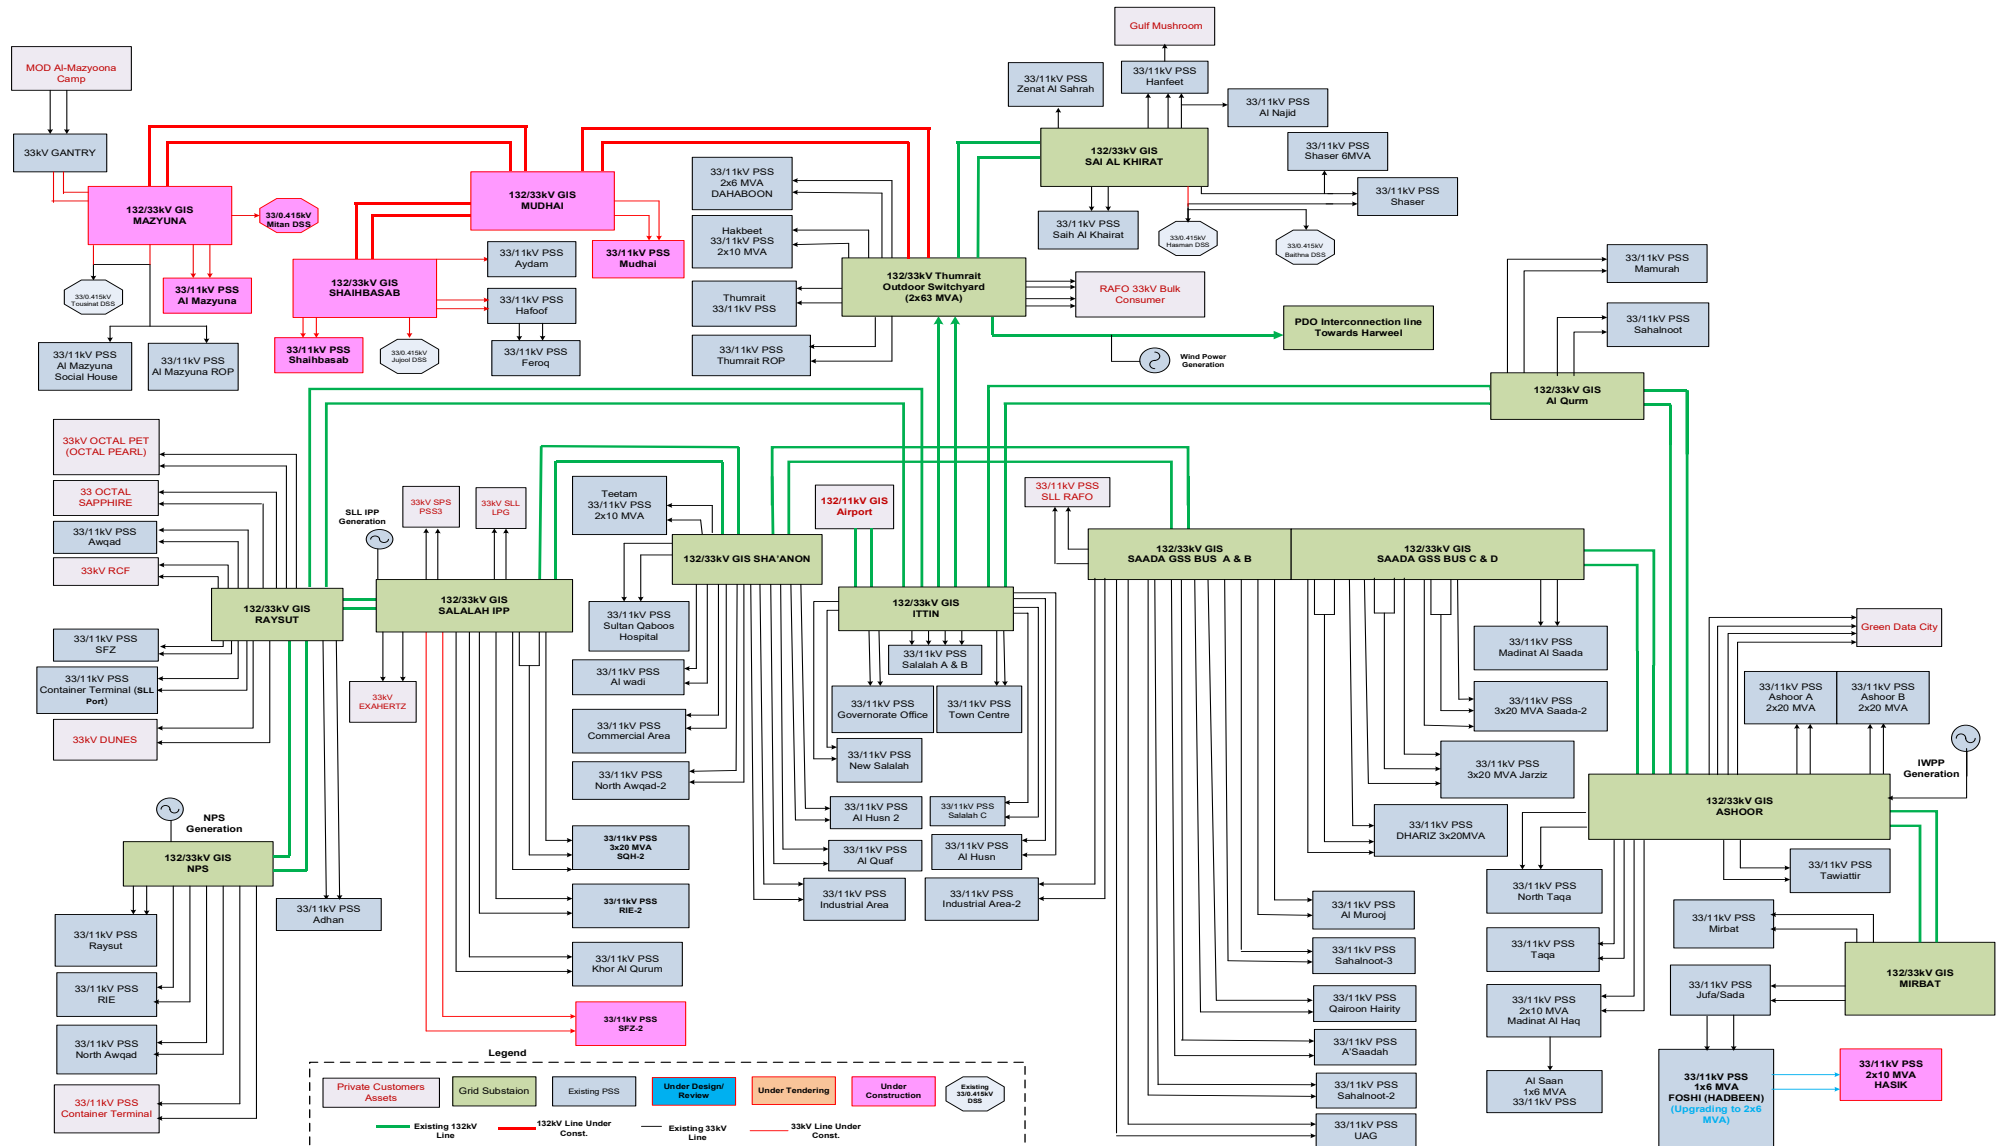 Gulf Mushroom
MOD Al-Mazyoona
Camp
33/11kV PSS
Zenat Al Sahrah
33/11kV PSS
Hanfeet
33/11kV PSS
Al Najid
33kV GANTRY
132/33kV GIS
SAI AL KHIRAT
33/11kV PSS
Shaser 6MVA
33/11kV PSS
Shaser
132/33kV GIS
MAZYUNA
33/0.415kV
Mitan DSS
132/33kV GIS
MUDHAI
33/11kV PSS
2x6 MVA
DAHABOON
Hakbeet
33/11kV PSS
2x10 MVA
33/11kV PSS
Saih Al Khairat
33/0.415kV
Hasman DSS
33/0.415kV
Baithna DSS
33/11kV PSS
Mudhai
33/11kV PSS
Aydam
33/11kV PSS
Mamurah
33/0.415kV
Tousinat DSS
33/11kV PSS
Al Mazyuna
132/33kV GIS
SHAIHBASAB
33/11kV PSS
Hafoof
Thumrait
33/11kV PSS
132/33kV Thumrait
Outdoor Switchyard
(2x63 MVA)
RAFO 33kV Bulk
Consumer
PDO Interconnection line
Towards Harweel
33/11kV PSS
Sahalnoot
33/11kV PSS
Al Mazyuna
Social House
33/11kV PSS
Al Mazyuna ROP
33/11kV PSS
Shaihbasab
33/0.415kV
Jujool DSS
33/11kV PSS
Feroq
33/11kV PSS
Thumrait ROP
Wind Power
Generation
132/33kV GIS
Al Qurm
33kV OCTAL PET
(OCTAL PEARL)
33 OCTAL
SAPPHIRE
33/11kV PSS
Awqad
33kV RCF
SLL IPP
Generation
33kV SPS
PSS3
33kV SLL
LPG
Teetam
33/11kV PSS
2x10 MVA
132/11kV GIS
Airport
33/11kV PSS
SLL RAFO
132/33kV GIS SHA'ANON
132/33kV GIS
SAADA GSS BUS A & B
132/33kV GIS
SAADA GSS BUS C & D
132/33kV GIS
RAYSUT
132/33kV GIS
SALALAH IPP
33/11kV PSS
Sultan Qaboos
Hospital
132/33kV GIS
ITTIN
33/11kV PSS
Salalah A & B
33/11kV PSS
Madinat Al Saada
Green Data City
33/11kV PSS
SFZ
33/11kV PSS
Container Terminal (SLL
Port)
33kV DUNES
33kV
EXAHERTZ
33/11kV PSS
Al wadi
33/11kV PSS
Governorate Office
33/11kV PSS
Town Centre
33/11kV PSS
3x20 MVA Saada-2
33/11kV PSS
Ashoor A
2x20 MVA
33/11kV PSS
Ashoor B
2x20 MVA
33/11kV PSS
Commercial Area
33/11kV PSS
New Salalah
33/11kV PSS
3x20 MVA Jarziz
IWPP
Generation
33/11kV PSS
North Awqad-2
33/11kV PSS
Al Husn 2
33/11kV PSS
Salalah C
132/33kV GIS
ASHOOR
NPS
Generation
33/11kV PSS
DHARIZ 3x20MVA
132/33kV GIS
NPS
33/11kV PSS
3x20 MVA
SQH-2
33/11kV PSS
Al Quaf
33/11kV PSS
Al Husn
33/11kV PSS
Tawiattir
33/11kV PSS
Adhan
33/11kV PSS
RIE-2
33/11kV PSS
Industrial Area
33/11kV PSS
Industrial Area-2
33/11kV PSS
Al Murooj
33/11kV PSS
North Taqa
33/11kV PSS
Mirbat
33/11kV PSS
Raysut
33/11kV PSS
Khor Al Qurum
33/11kV PSS
Sahalnoot-3
33/11kV PSS
Taqa
132/33kV GIS
MIRBAT
33/11kV PSS
RIE
33/11kV PSS
SFZ-2
33/11kV PSS
Qairoon Hairity
33/11kV PSS
2x10 MVA
Madinat Al Haq
33/11kV PSS
Jufa/Sada
33/11kV PSS
North Awqad
33/11kV PSS
A'Saadah
33/11kV PSS
Container Terminal
33/11kV PSS
Sahalnoot-2
Al Saan
1x6 MVA
33/11kV PSS
33/11kV PSS
1x6 MVA
FOSHI (HADBEEN)
(Upgrading to 2x6
MVA)
33/11kV PSS
2x10 MVA
HASIK
33/11kV PSS
UAG
Legend
Private Customers
Assets
Grid Substaion
Existing PSS
Under Design/
Review
Under Tendering
Under
Construction
Existing
33/0.415kV
DSS
Existing 132kV
Line
132kV Line Under
Const.
Existing 33kV
Line
33kV Line Under
Const.